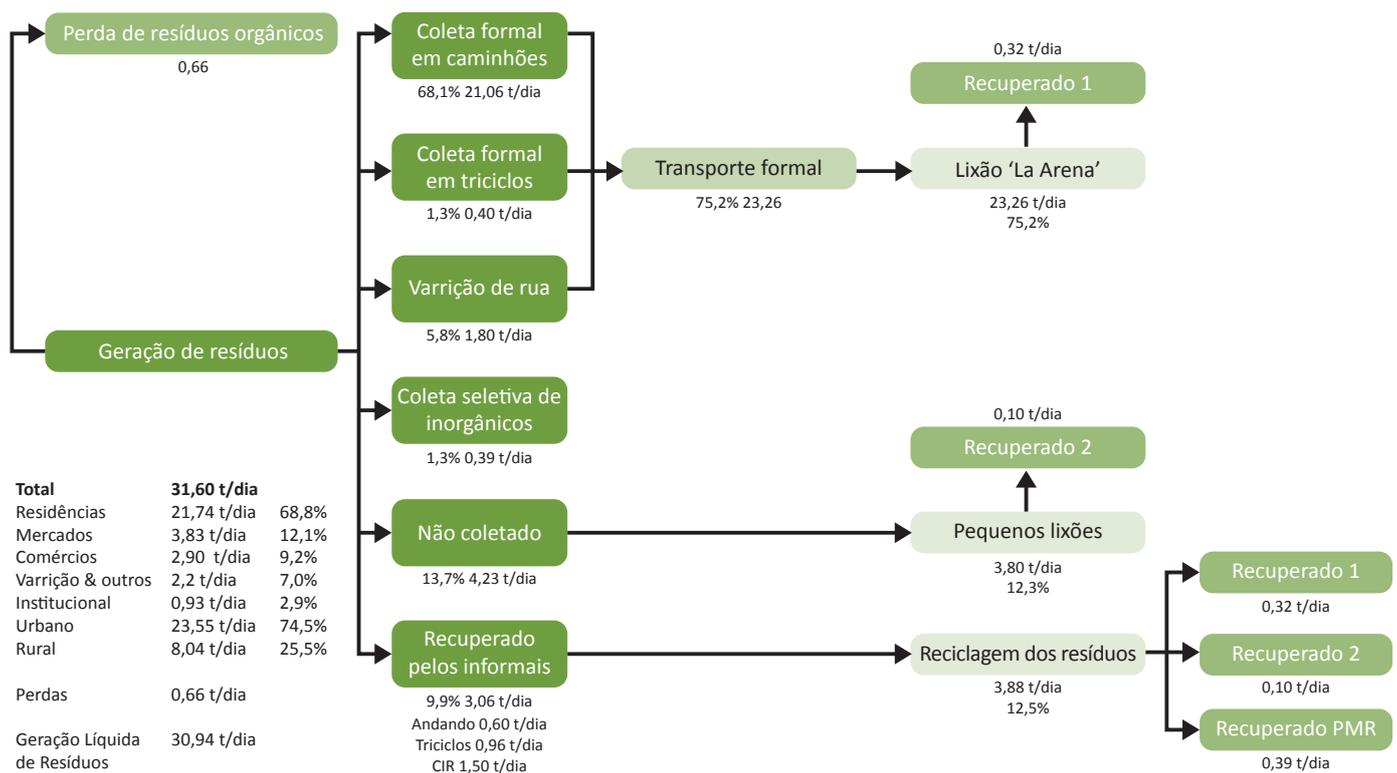 Perda de resíduos orgânicos
0,66
Geração de resíduos
Total 31,60 t/dia
Residências 21,74 t/dia 68,8%
Mercados 3,83 t/dia 12,1%
Comércios 2,90 t/dia 9,2%
Varrição & outros 2,2 t/dia 7,0%
Institucional 0,93 t/dia 2,9%
Urbano 23,55 t/dia 74,5%
Rural 8,04 t/dia 25,5%
Perdas 0,66 t/dia
Geração Líquida 30,94 t/dia
de Resíduos
Coleta formal
em caminhões
68,1% 21,06 t/dia
Coleta formal
em triciclos
1,3% 0,40 t/dia
Varrição de rua
5,8% 1,80 t/dia
Coleta seletiva de
inorgânicos
1,3% 0,39 t/dia
Não coletado
13,7% 4,23 t/dia
Recuperado
pelos informais
9,9% 3,06 t/dia
Andando 0,60 t/dia
Triciclos 0,96 t/dia
CIR 1,50 t/dia
Transporte formal
75,2% 23,26
0,32 t/dia
Recuperado 1
Lixão ‘La Arena’
23,26 t/dia
75,2%
0,10 t/dia
Recuperado 2
Pequenos lixões
3,80 t/dia
12,3%
Reciclagem dos resíduos
3,88 t/dia
12,5%
Recuperado 1
0,32 t/dia
Recuperado 2
0,10 t/dia
Recuperado PMR
0,39 t/dia